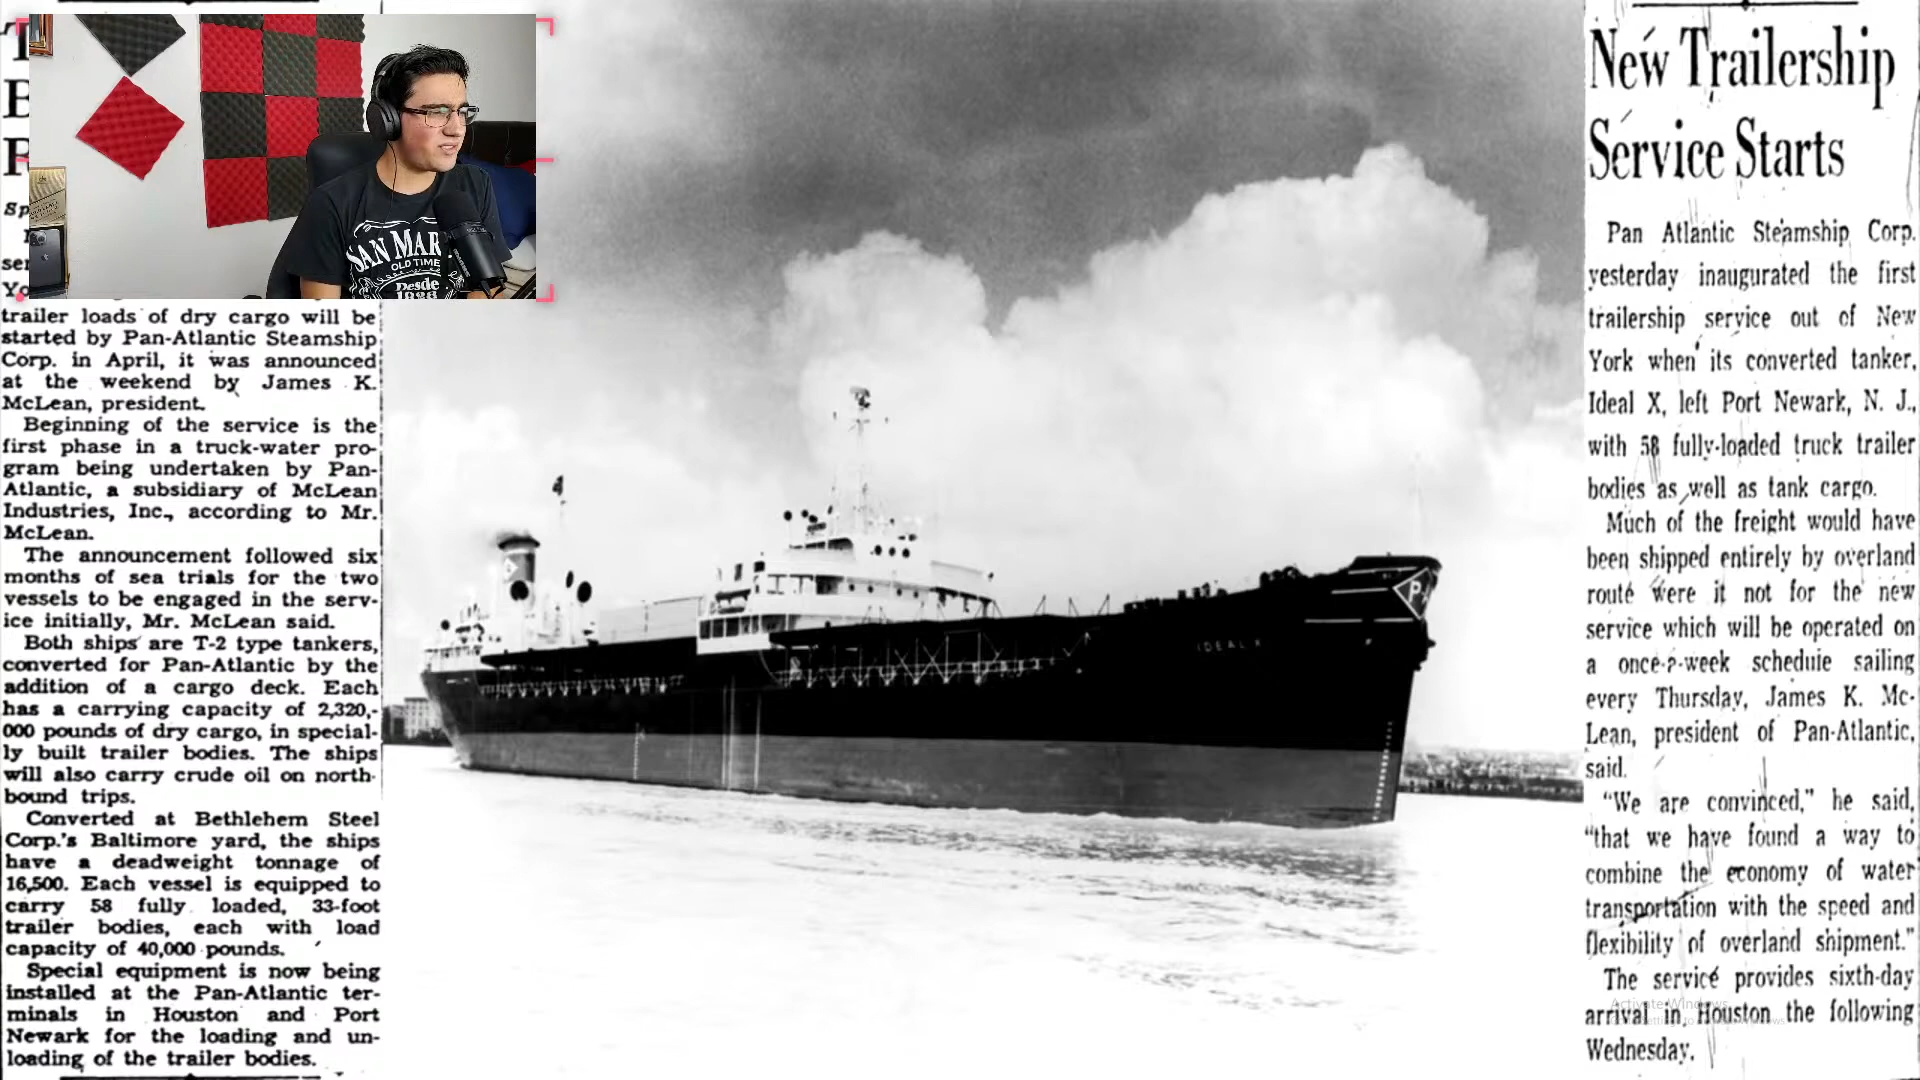 trailer loads of dry cargo will be
started by Pan-Atlantic Steamship
Corp. in April, it was announced
at the weekend by James K.
McLean, president.
Beginning of the service is the
first phase in a truck-water pro-
gram being undertaken by Pan-
Atlantic, a subsidiary of McLean
Industries, Inc., according to Mr.
McLean.
The announcement followed six
months of sea trials for the two
vessels to be engaged in the serv-
ice initially, Mr. McLean said.
Both ships are T-2 type tankers,
converted for Pan-Atlantic by the
addition of a cargo deck. Each
has a carrying capacity of 2,320,-
000 pounds of dry cargo, in special-
ly built trailer bodies. The ships
will also carry crude oil on north-
bound trips.
Converted at Bethlehem Steel
Corp.'s Baltimore yard, the ships
have a deadweight tonnage of
16,500. Each vessel is equipped to
carry 58 fully loaded, 33-foot
trailer bodies, each with load
capacity of 40,000 pounds.
Special equipment is now being
installed at the Pan-Atlantic ter-
minals in Houston and Port
Newark for the loading and un-
loading of the trailer bodies.
SAN MAR
OLD TIME
Desde
1898
IDEAL X
P
New Trailership
Service Starts
Pan Atlantic Steamship Corp.
yesterday inaugurated the first
trailership service out of New
York when its converted tanker,
Ideal X, left Port Newark, N. J.,
with 58 fully-loaded truck trailer
bodies as well as tank cargo.
Much of the freight would have
been shipped entirely by overland
route were it not for the new
service which will be operated on
a once-a-week schedule sailing
every Thursday, James K. Mc-
Lean, president of Pan-Atlantic,
said.
"We are convinced," he said,
"that we have found a way to
combine the economy of water
transportation with the speed and
flexibility of overland shipment."
The service provides sixth-day
arrival in Houston the following
Wednesday.
Activate Windows